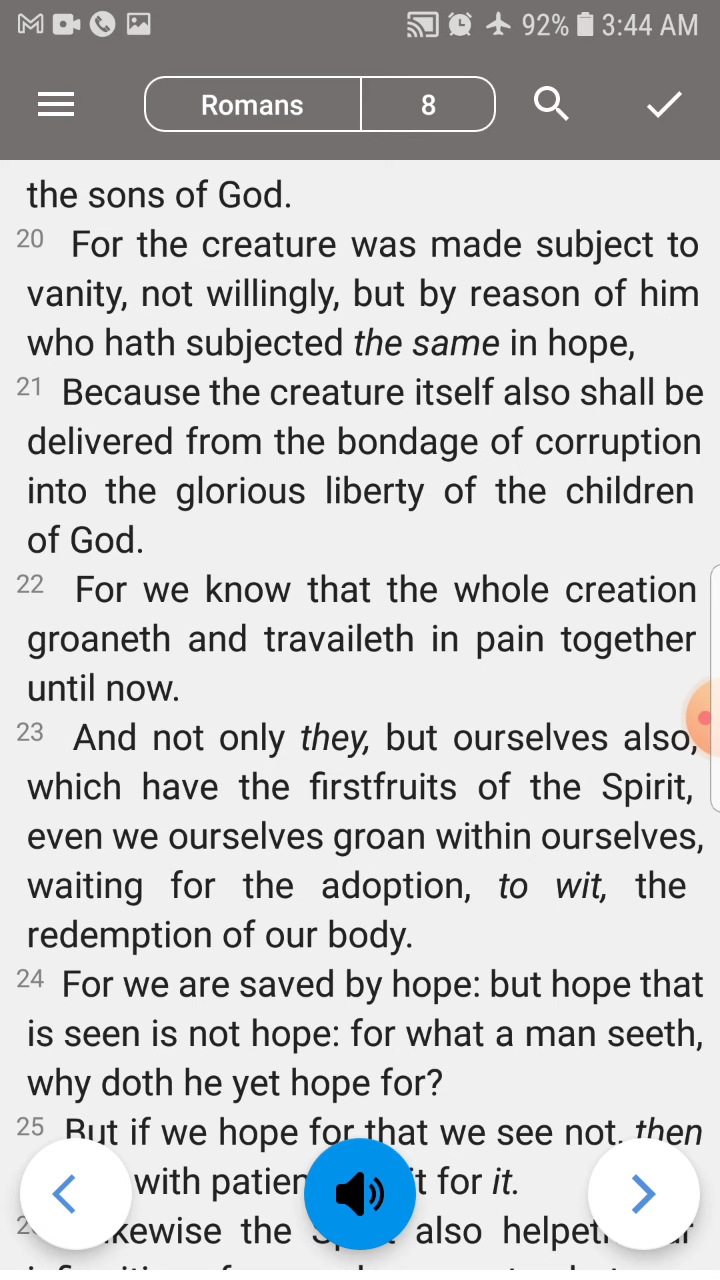 92% 3:44 AM
Romans 8
the sons of God.
20 For the creature was made subject to
vanity, not willingly, but by reason of him
who hath subjected the same in hope,
21 Because the creature itself also shall be
delivered from the bondage of corruption
into the glorious liberty of the children
of God.
22 For we know that the whole creation
groaneth and travaileth in pain together
until now.
23 And not only they, but ourselves also,
which have the firstfruits of the Spirit,
even we ourselves groan within ourselves,
waiting for the adoption, to wit, the
redemption of our body.
24 For we are saved by hope: but hope that
is seen is not hope: for what a man seeth,
why doth he yet hope for?
25 But if we hope for that we see not, then
with for it.
the also